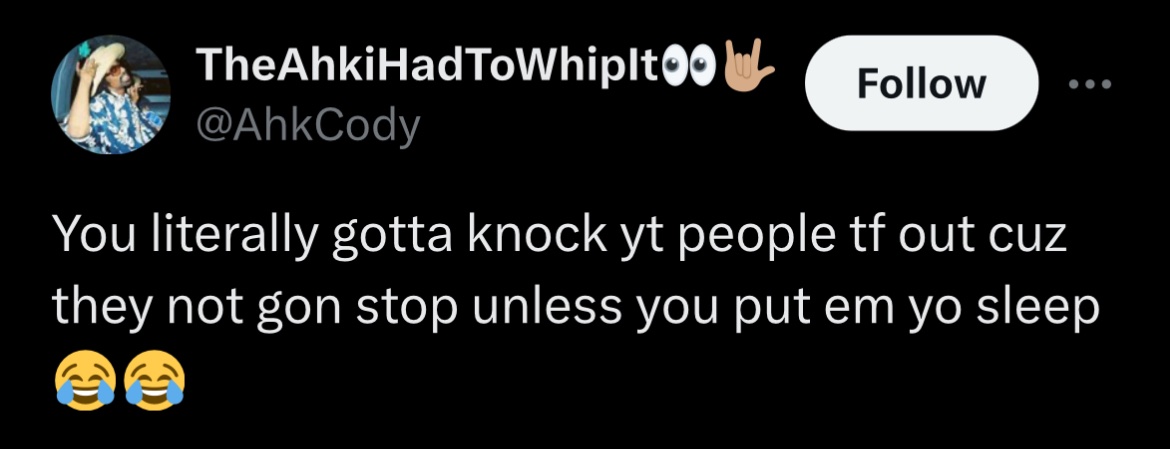 TheAhkiHadToWhipIt👀🤟🏼
Follow
@AhkCody
You literally gotta knock yt people tf out cuz
they not gon stop unless you put em yo sleep
😂😂